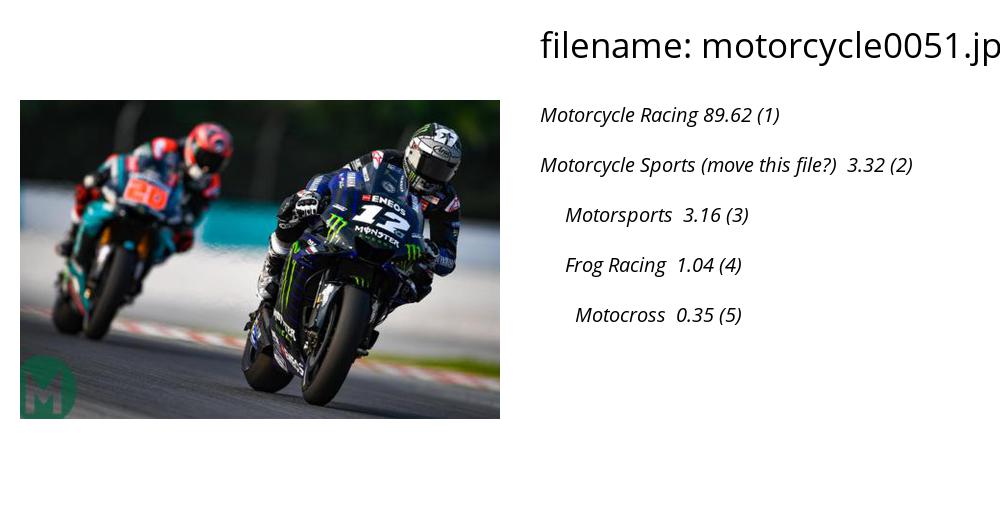 filename: motorcycle0051.jp
Motorcycle Racing 89.62 (1)
Motorcycle Sports (move this file?) 3.32 (2)
Motorsports 3.16 (3)
Frog Racing 1.04 (4)
Motocross 0.35 (5)
20
ENEOS
12
MONSTER
M